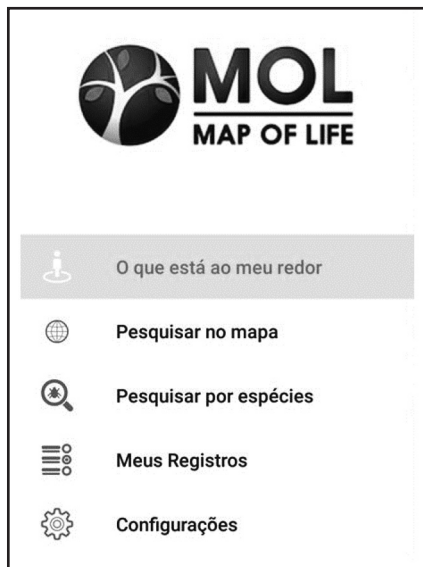 MOL
MAP OF LIFE
O que está ao meu redor
Pesquisar no mapa
Pesquisar por espécies
Meus Registros
Configurações